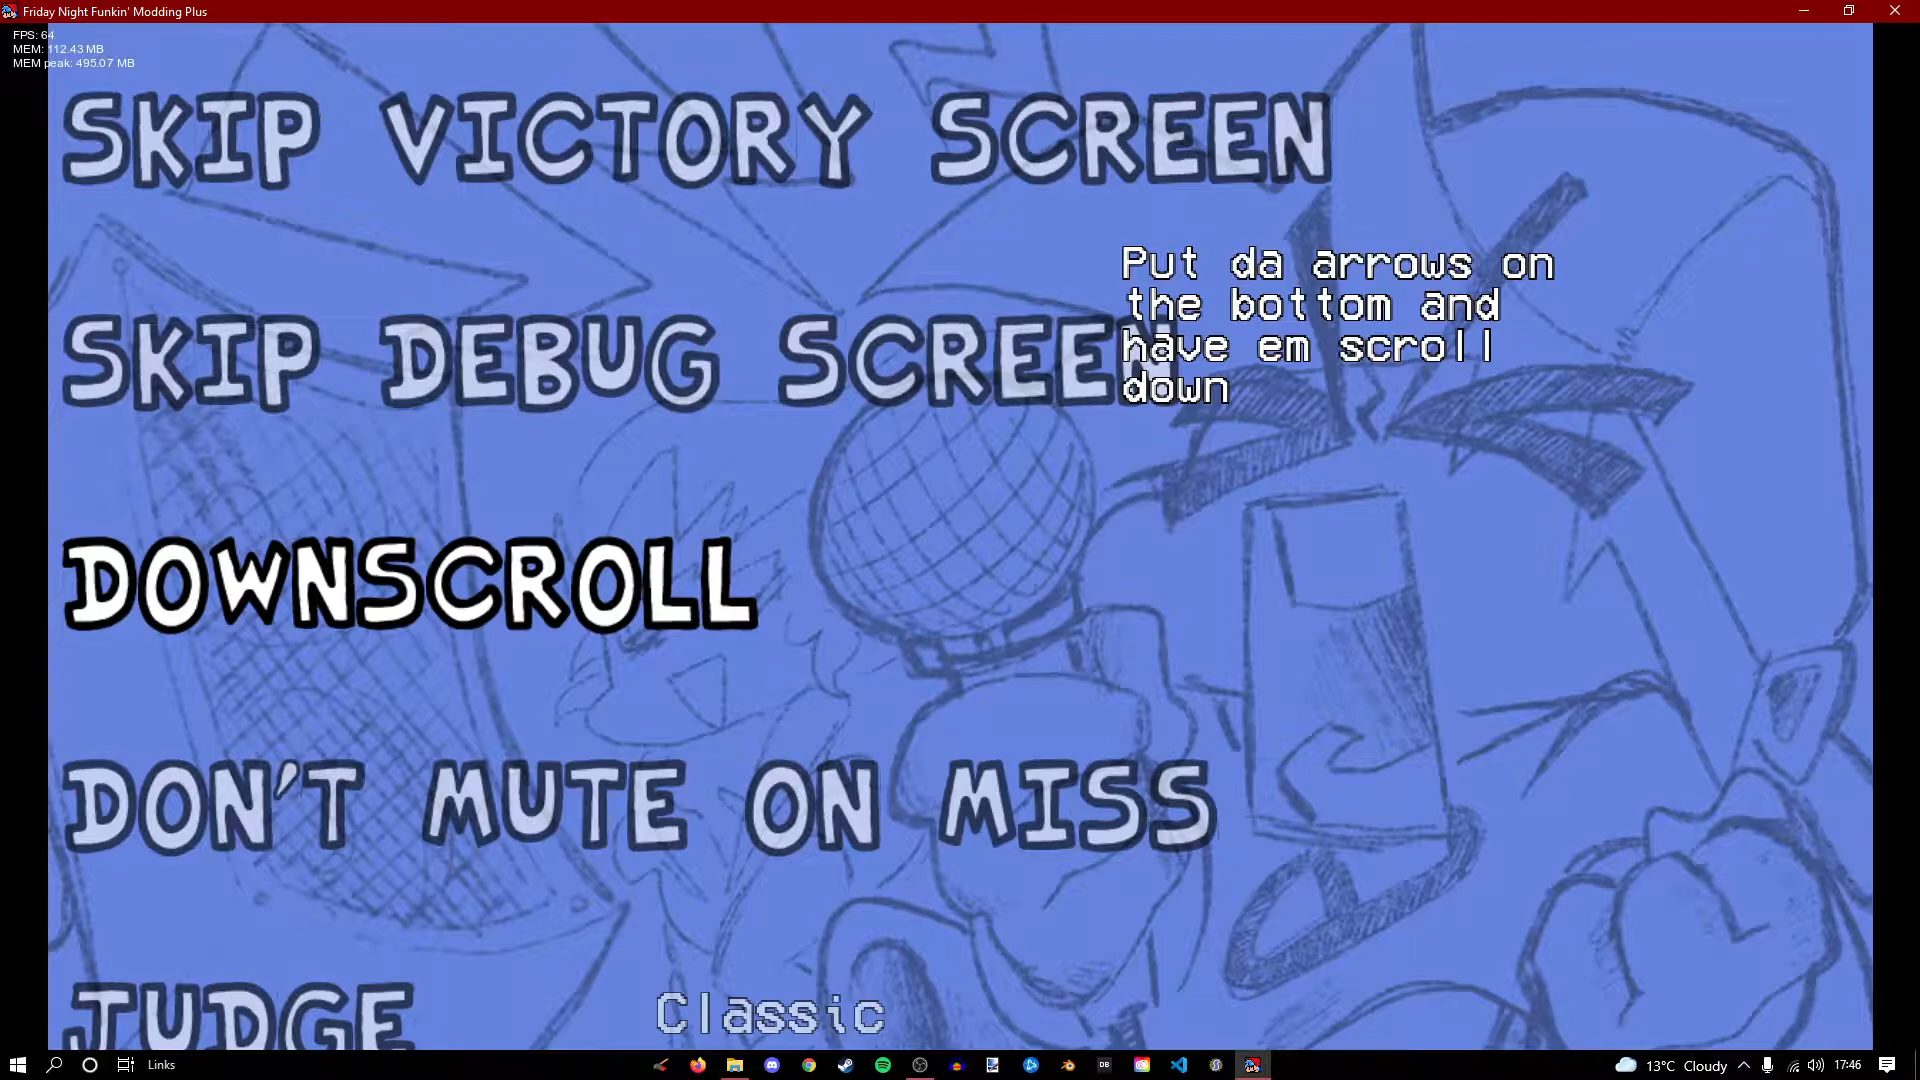 Friday Night Funkin' Modding Plus
FPS: 64
MEM: 112.43 MB
MEM peak: 495.07 MB
SKIP VICTORY SCREEN
Put da arrows on
the bottom and
have em scroll
down
SKIP DEBUG SCREEN
DOWNSCROLL
DON'T MUTE ON MISS
JUDGE
Classic
Links
DB
13°C Cloudy
17:46